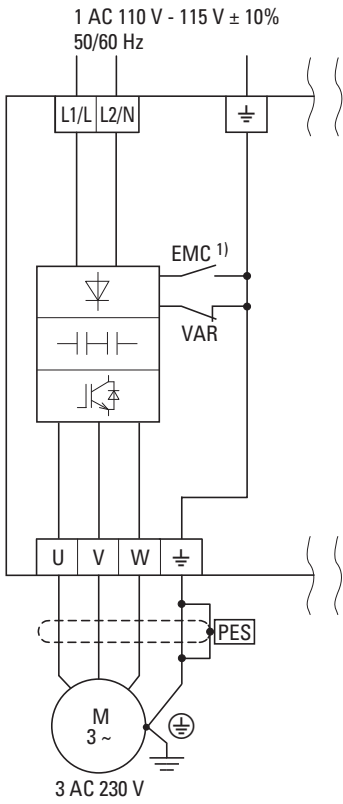 1 AC 110 V - 115 V ± 10%
50/60 Hz
L1/L L2/N
EMC 1)
VAR
U V W
PES
M
3 ~
3 AC 230 V